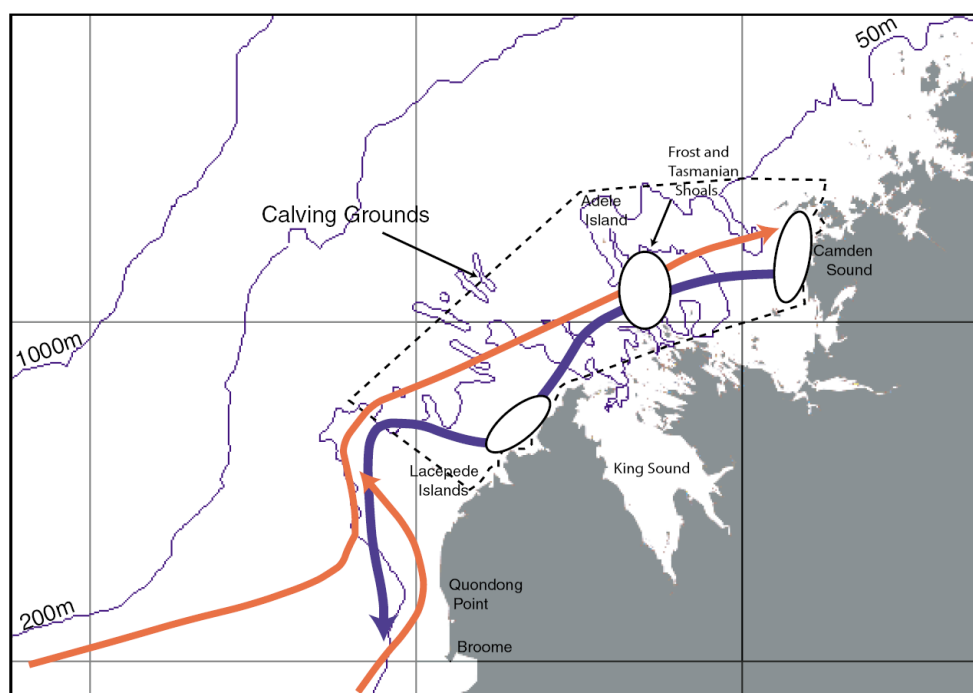 50m
Frost and
Tasmanian
Shoals
Adele
Island
Calving Grounds
Camden
Sound
1000m
Lacepede
Islands
King Sound
Quondong
Point
200m
Broome